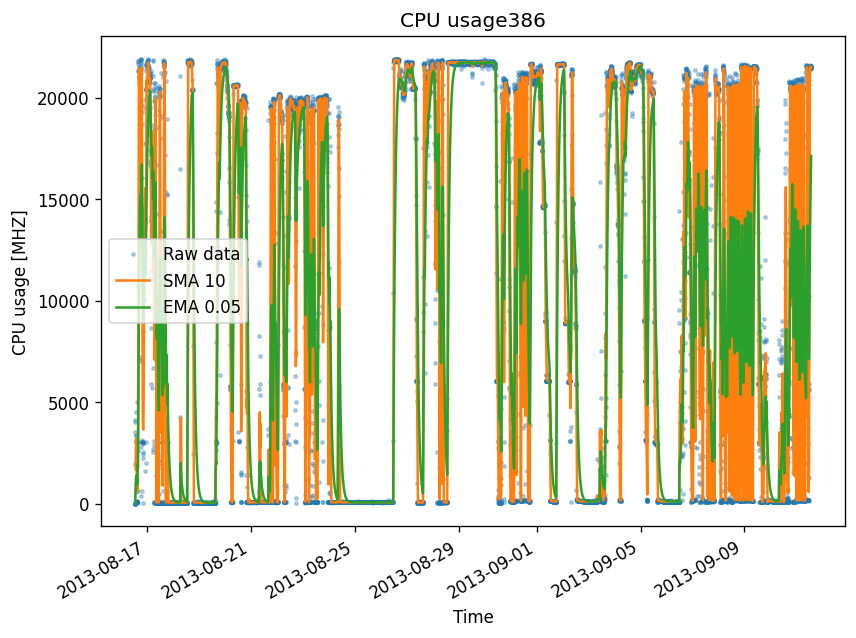 CPU usage386
CPU usage [MHZ]
20000
15000
10000
5000
0
Raw data
SMA 10
EMA 0.05
2013-08-17
2013-08-21
2013-08-25
2013-08-29
2013-09-01
2013-09-05
2013-09-09
Time